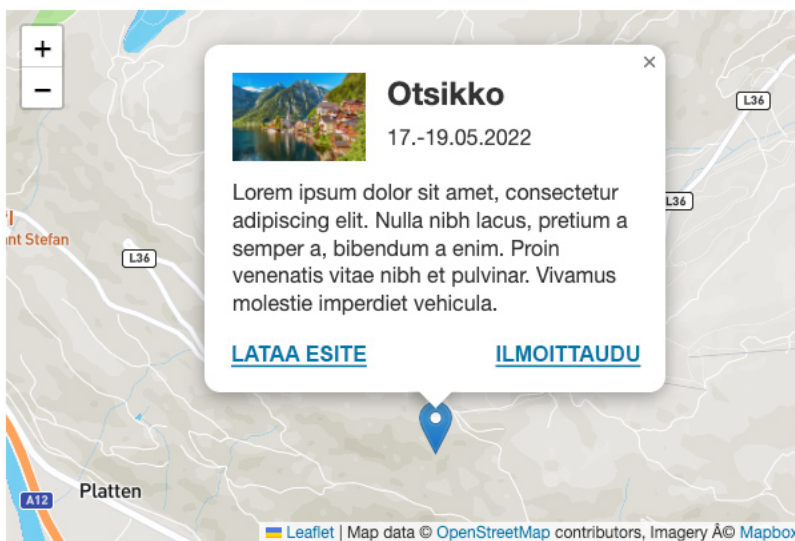 +
−
L36
×
Otsikko
17.-19.05.2022
L36
nt Stefan
L36
Lorem ipsum dolor sit amet, consectetur
adipiscing elit. Nulla nibh lacus, pretium a
semper a, bibendum a enim. Proin
venenatis vitae nibh et pulvinar. Vivamus
molestie imperdiet vehicula.
LATAA ESITE
ILMOITTAUDU
A12
Platten
Leaflet | Map data © OpenStreetMap contributors, Imagery Â© Mapbox